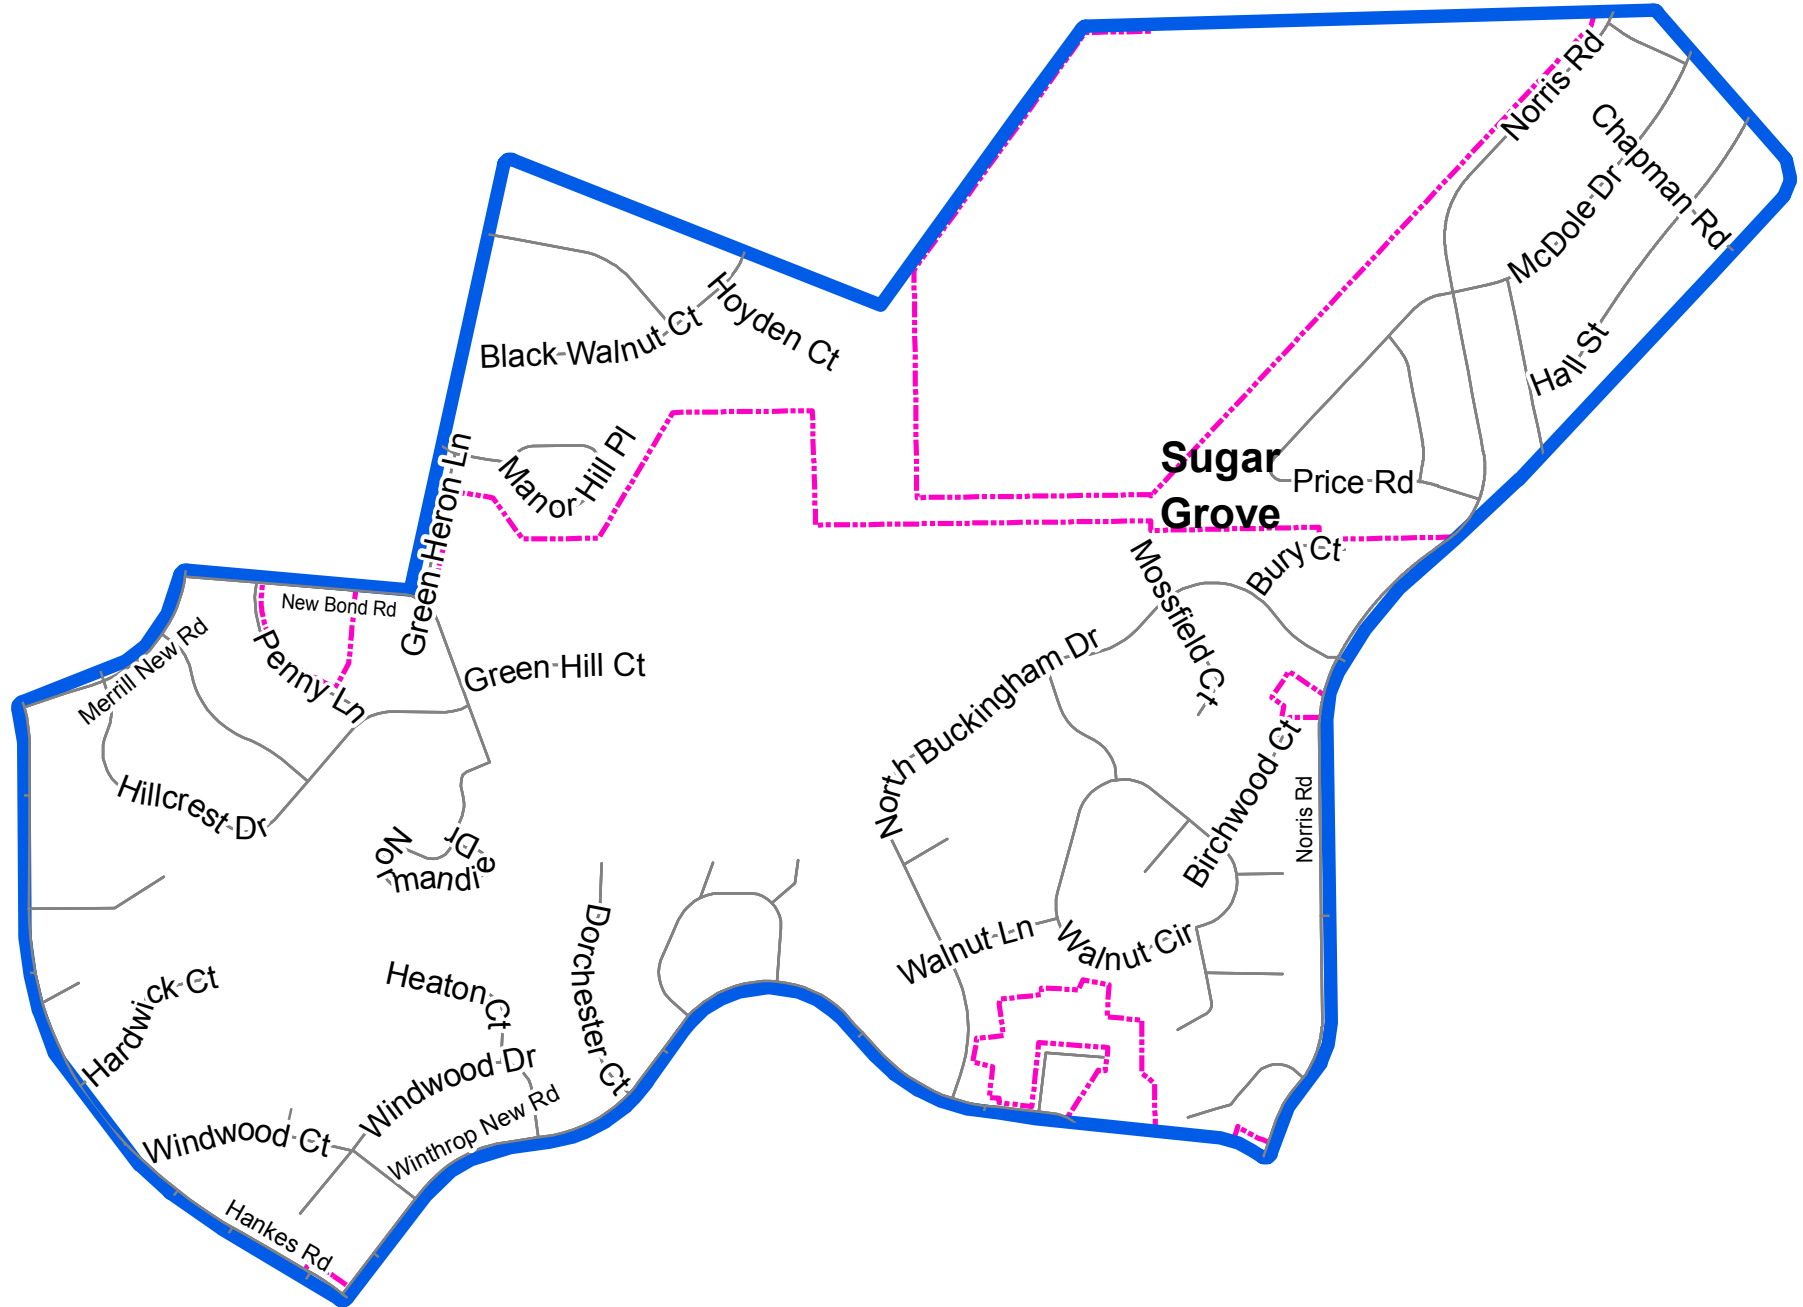 Norris Rd
Chapman Rd
McDole Dr
Hoyden Ct
Black Walnut Ct
Hall St
Manor Hill Pl
Green Heron Ln
Sugar
Grove
Price Rd
Bury Ct
Mossfield Ct
New Bond Rd
Merrill New Rd
Penny Ln
Green Hill Ct
North Buckingham Dr
Birchwood Ct
Norris Rd
Hillcrest Dr
Normandie Dr
Dorchester Ct
Walnut Ln
Walnut Cir
Hardwick Ct
Heaton Ct
Windwood Dr
Windwood Ct
Winthrop New Rd
Hankes Rd